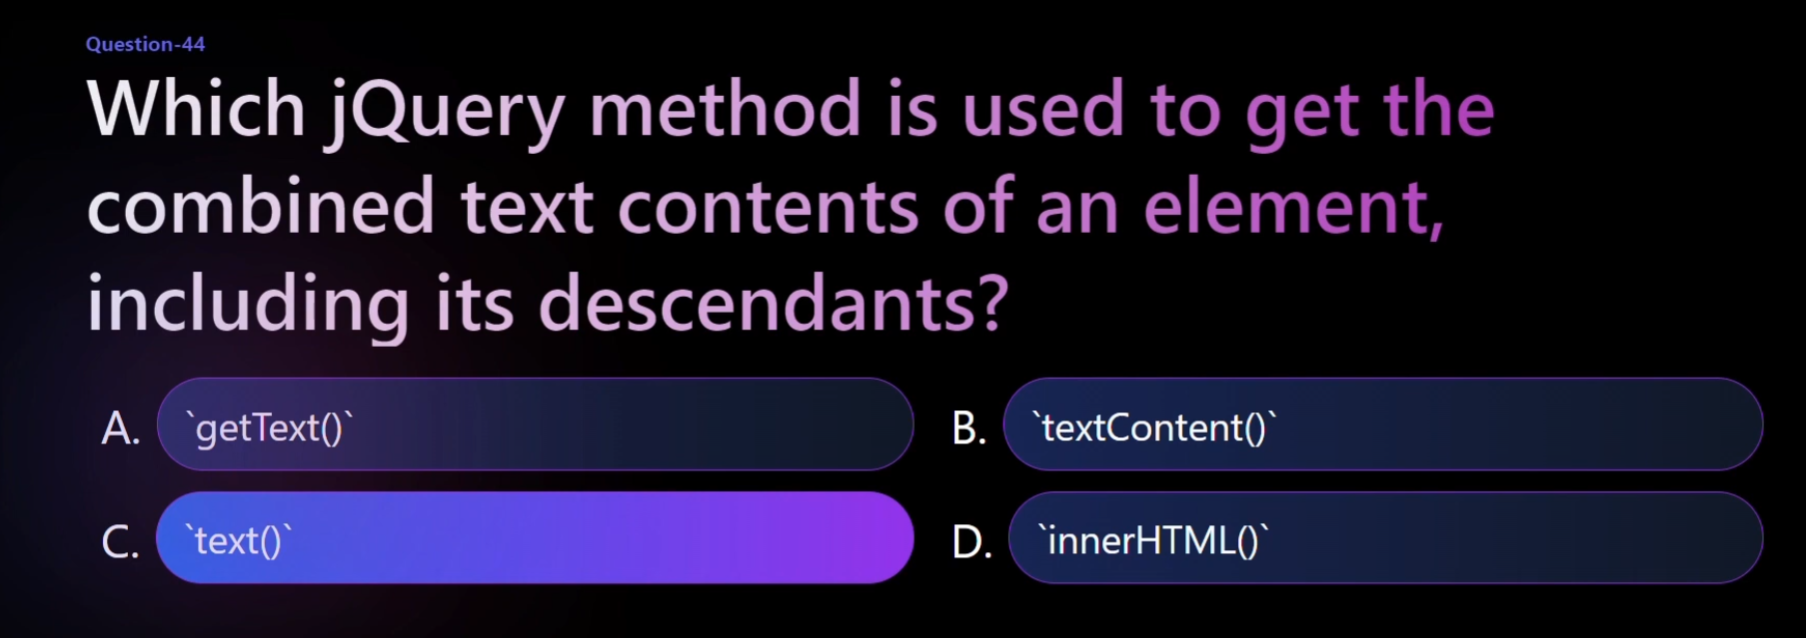 Question-44
Which jQuery method is used to get the
combined text contents of an element,
including its descendants?
A. `getText()`
B. `textContent()`
C. `text()`
D. `innerHTML()`